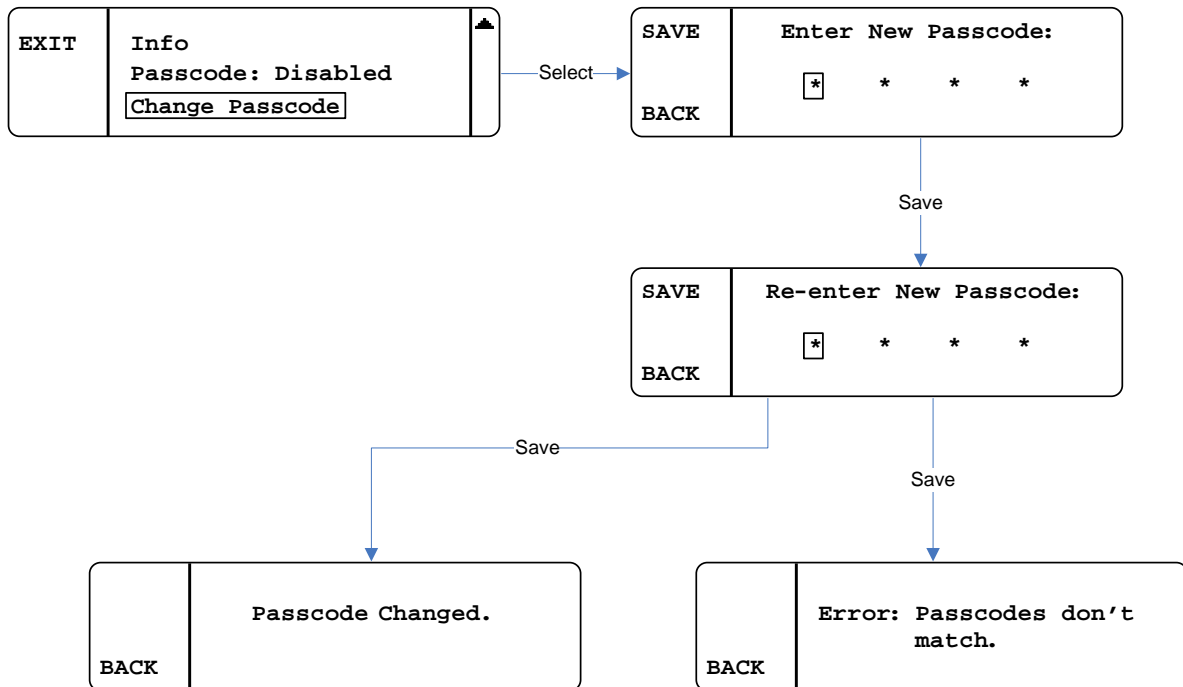 EXIT
Info
Passcode: Disabled
Change Passcode
Select
SAVE
Enter New Passcode:
* * * *
BACK
Save
SAVE
Re-enter New Passcode:
* * * *
BACK
Save
Save
Passcode Changed.
BACK
Error: Passcodes don't
match.
BACK